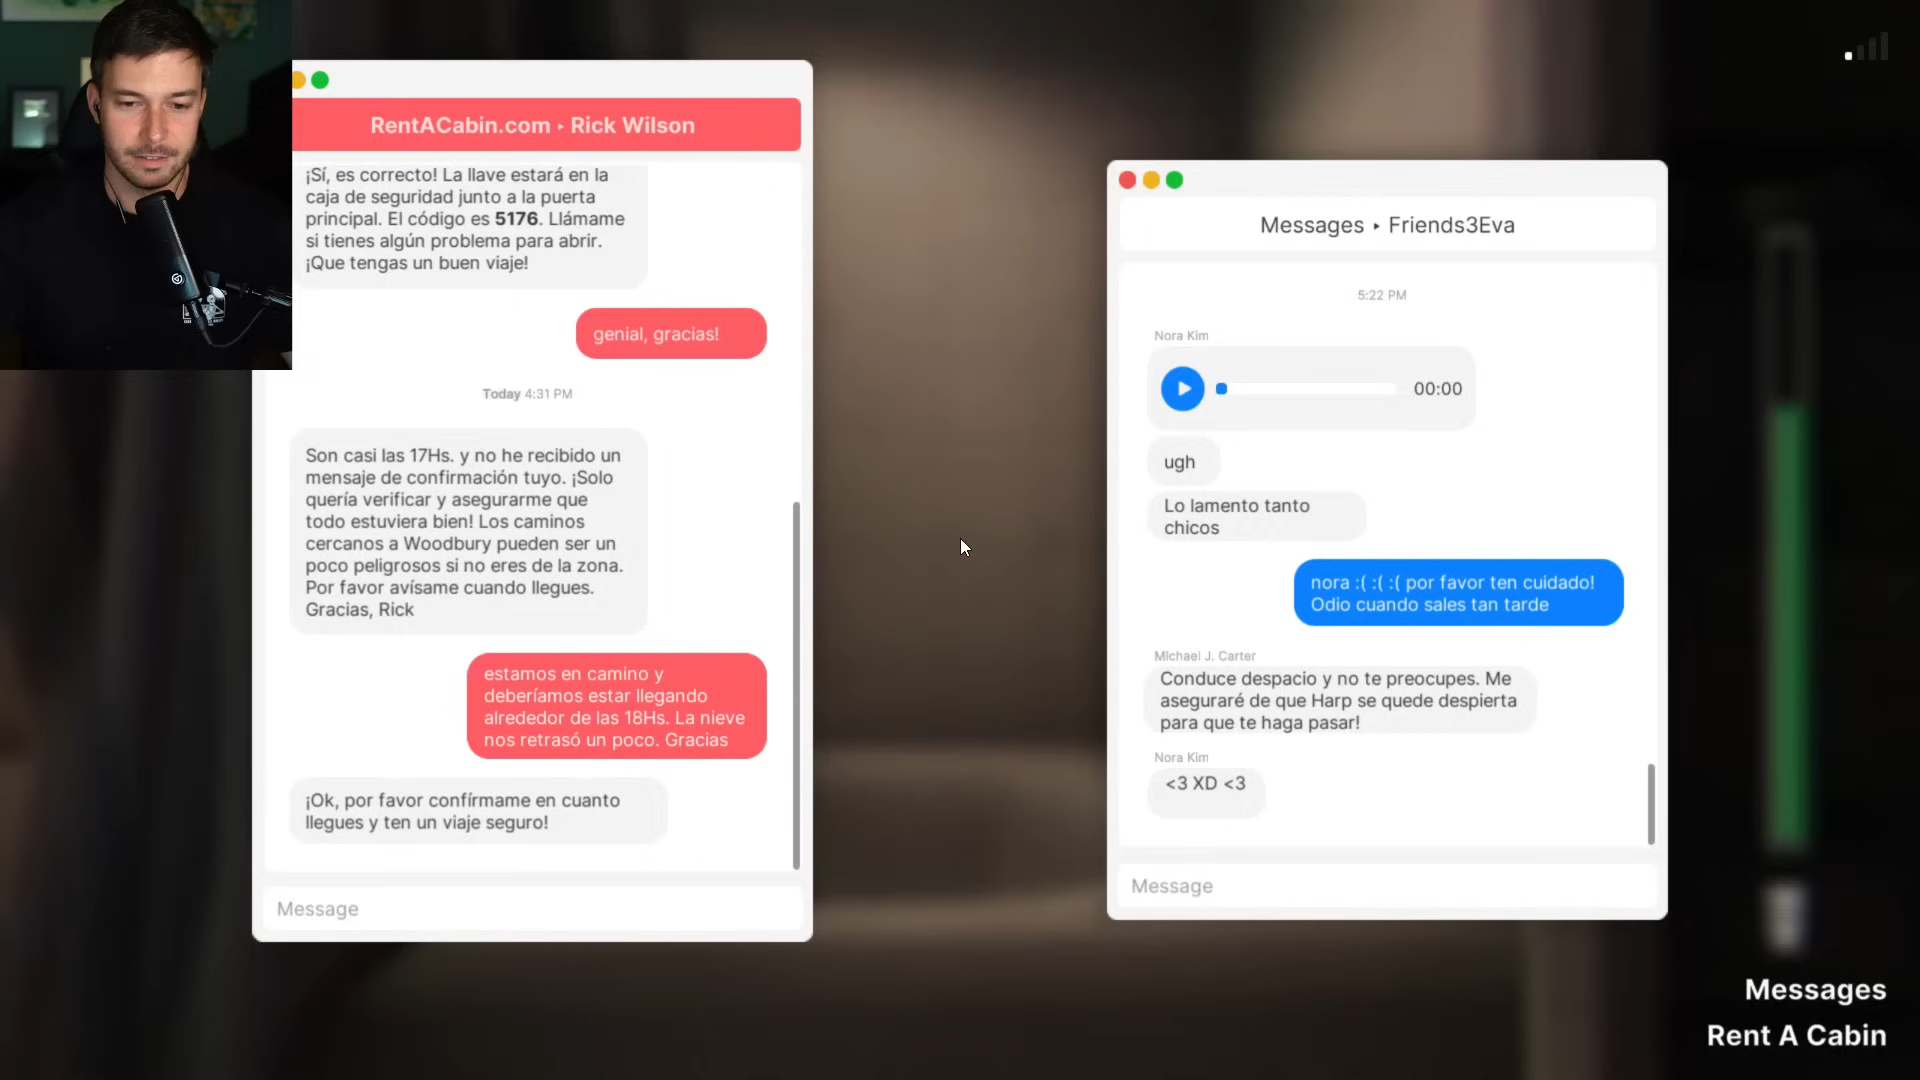 RentACabin.com ‣ Rick Wilson
¡Sí, es correcto! La llave estará en la
caja de seguridad junto a la puerta
principal. El código es 5176. Llámame
si tienes algún problema para abrir.
¡Que tengas un buen viaje!
genial, gracias!
Today 4:31 PM
Son casi las 17Hs. y no he recibido un
mensaje de confirmación tuyo. ¡Solo
quería verificar y asegurarme que
todo estuviera bien! Los caminos
cercanos a Woodbury pueden ser un
poco peligrosos si no eres de la zona.
Por favor avísame cuando llegues.
Gracias, Rick
estamos en camino y
deberíamos estar llegando
alrededor de las 18Hs. La nieve
nos retrasó un poco. Gracias
¡Ok, por favor confírmame en cuanto
llegues y ten un viaje seguro!
Message
Messages ‣ Friends3Eva
5:22 PM
Nora Kim
00:00
ugh
Lo lamento tanto
chicos
nora :( :( :( por favor ten cuidado!
Odio cuando sales tan tarde
Michael J. Carter
Conduce despacio y no te preocupes. Me
aseguraré de que Harp se quede despierta
para que te haga pasar!
Nora Kim
<3 XD <3
Message
Messages
Rent A Cabin